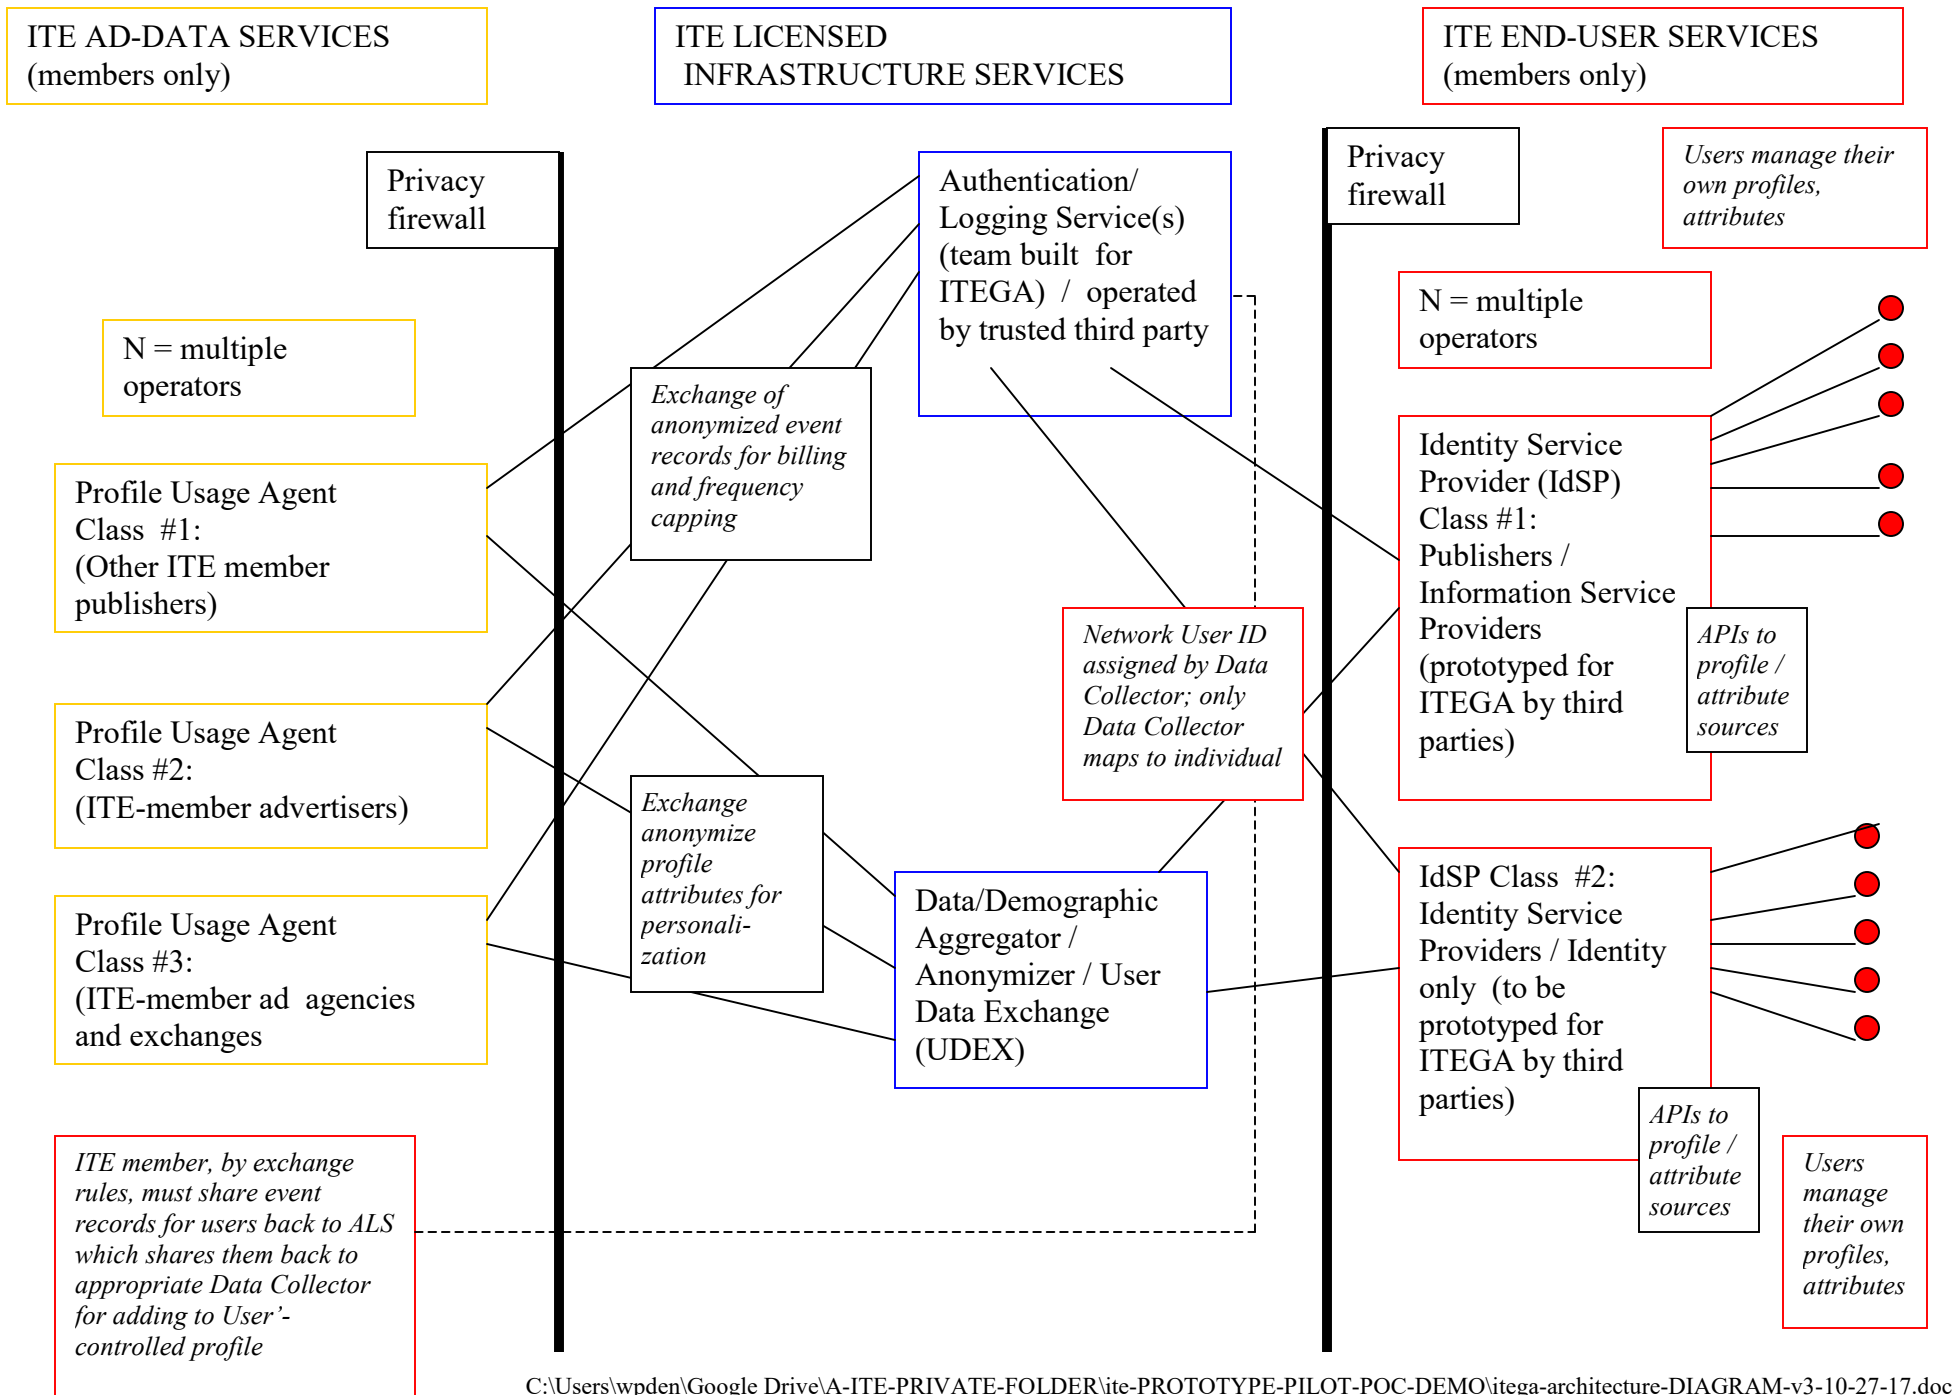 ITE AD-DATA SERVICES
(members only)
ITE LICENSED
INFRASTRUCTURE SERVICES
ITE END-USER SERVICES
(members only)
Privacy
firewall
Authentication/
Logging Service(s)
(team built  for
ITEGA)  /  operated
by trusted third party
Privacy
firewall
Users manage their
own profiles,
attributes
N = multiple
operators
N = multiple
operators
Exchange of
anonymized event
records for billing
and frequency
capping
Profile Usage Agent
Class  #1:
(Other ITE member
publishers)
Identity Service
Provider (IdSP)
Class #1:
Publishers /
Information Service
Providers
(prototyped for
ITEGA by third
parties)
Network User ID
assigned by Data
Collector; only
Data Collector
maps to individual
APIs to
profile /
attribute
sources
Profile Usage Agent
Class #2:
(ITE-member advertisers)
Exchange
anonymize
profile
attributes for
personali-
zation
Profile Usage Agent
Class #3:
(ITE-member ad  agencies
and exchanges
Data/Demographic
Aggregator /
Anonymizer / User
Data Exchange
(UDEX)
IdSP Class  #2:
Identity Service
Providers / Identity
only  (to be
prototyped for
ITEGA by third
parties)
APIs to
profile /
attribute
sources
Users
manage
their own
profiles,
attributes
ITE member, by exchange
rules, must share event
records for users back to ALS
which shares them back to
appropriate Data Collector
for adding to User’-
controlled profile
C:\Users\wpden\Google Drive\A-ITE-PRIVATE-FOLDER\ite-PROTOTYPE-PILOT-POC-DEMO\itega-architecture-DIAGRAM-v3-10-27-17.doc